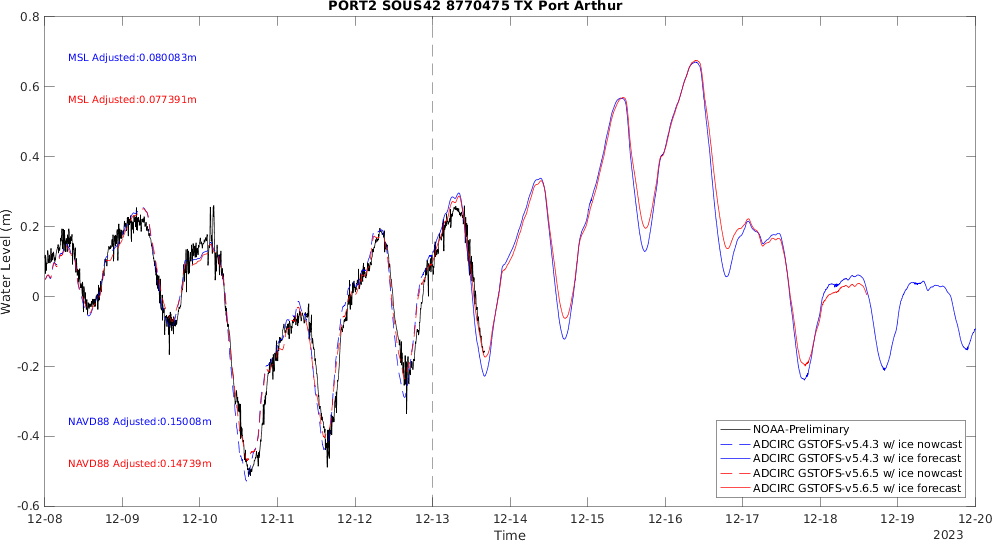 PORT2 SOUS42 8770475 TX Port Arthur
0.8
0.6
0.4
0.2
0
-0.2
-0.4
-0.6
Water Level (m)
MSL Adjusted:0.080083m
MSL Adjusted:0.077391m
NAVD88 Adjusted:0.15008m
NAVD88 Adjusted:0.14739m
NOAA-Preliminary
ADCIRC GSTOFS-v5.4.3 w/ ice nowcast
ADCIRC GSTOFS-v5.4.3 w/ ice forecast
ADCIRC GSTOFS-v5.6.5 w/ ice nowcast
ADCIRC GSTOFS-v5.6.5 w/ ice forecast
12-08 12-09 12-10 12-11 12-12 12-13 12-14 12-15 12-16 12-17 12-18 12-19 12-20
Time
2023